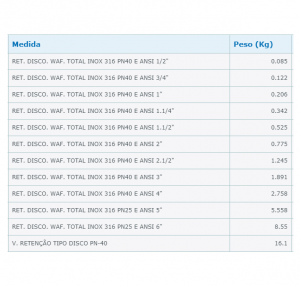 Medida Peso (Kg)
RET. DISCO. WAF. TOTAL INOX 316 PN40 E ANSI 1/2" 0.085
RET. DISCO. WAF. TOTAL INOX 316 PN40 E ANSI 3/4" 0.122
RET. DISCO. WAF. TOTAL INOX 316 PN40 E ANSI 1" 0.206
RET. DISCO. WAF. TOTAL INOX 316 PN40 E ANSI 1.1/4" 0.342
RET. DISCO. WAF. TOTAL INOX 316 PN40 E ANSI 1.1/2" 0.525
RET. DISCO. WAF. TOTAL INOX 316 PN40 E ANSI 2" 0.775
RET. DISCO. WAF. TOTAL INOX 316 PN40 E ANSI 2.1/2" 1.245
RET. DISCO. WAF. TOTAL INOX 316 PN40 E ANSI 3" 1.891
RET. DISCO. WAF. TOTAL INOX 316 PN40 E ANSI 4" 2.758
RET. DISCO. WAF. TOTAL INOX 316 PN25 E ANSI 5" 5.558
RET. DISCO. WAF. TOTAL INOX 316 PN25 E ANSI 6" 8.55
V. RETENÇÃO TIPO DISCO PN-40 16.1